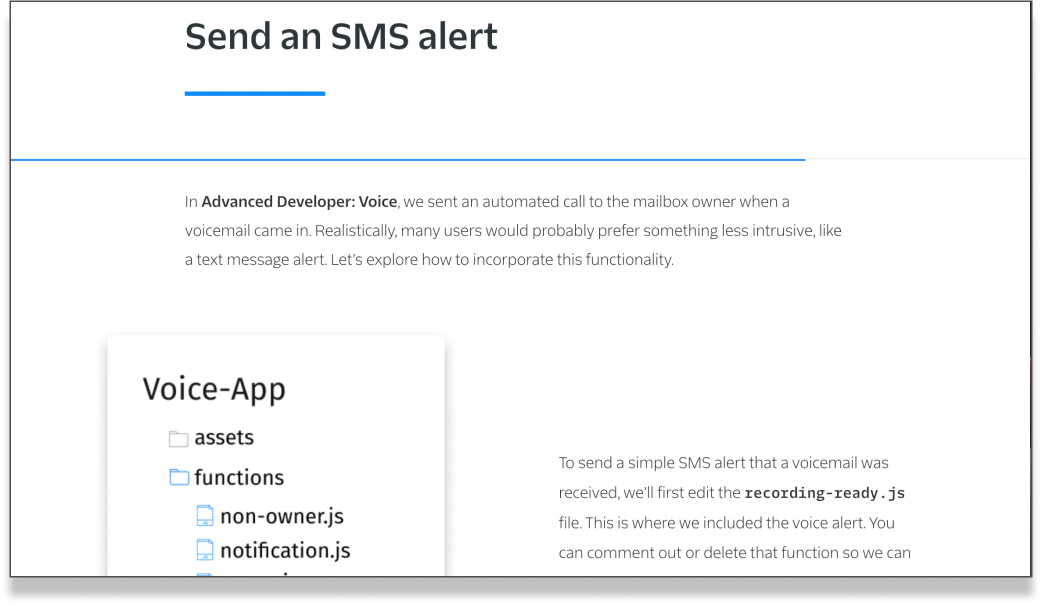 Send an SMS alert
In Advanced Developer: Voice, we sent an automated call to the mailbox owner when a
voicemail came in. Realistically, many users would probably prefer something less intrusive, like
a text message alert. Let's explore how to incorporate this functionality.
Voice-App
assets
functions
non-owner.js
notification.js
To send a simple SMS alert that a voicemail was
received, we'll first edit the recording-ready.js
file. This is where we included the voice alert. You
can comment out or delete that function so we can